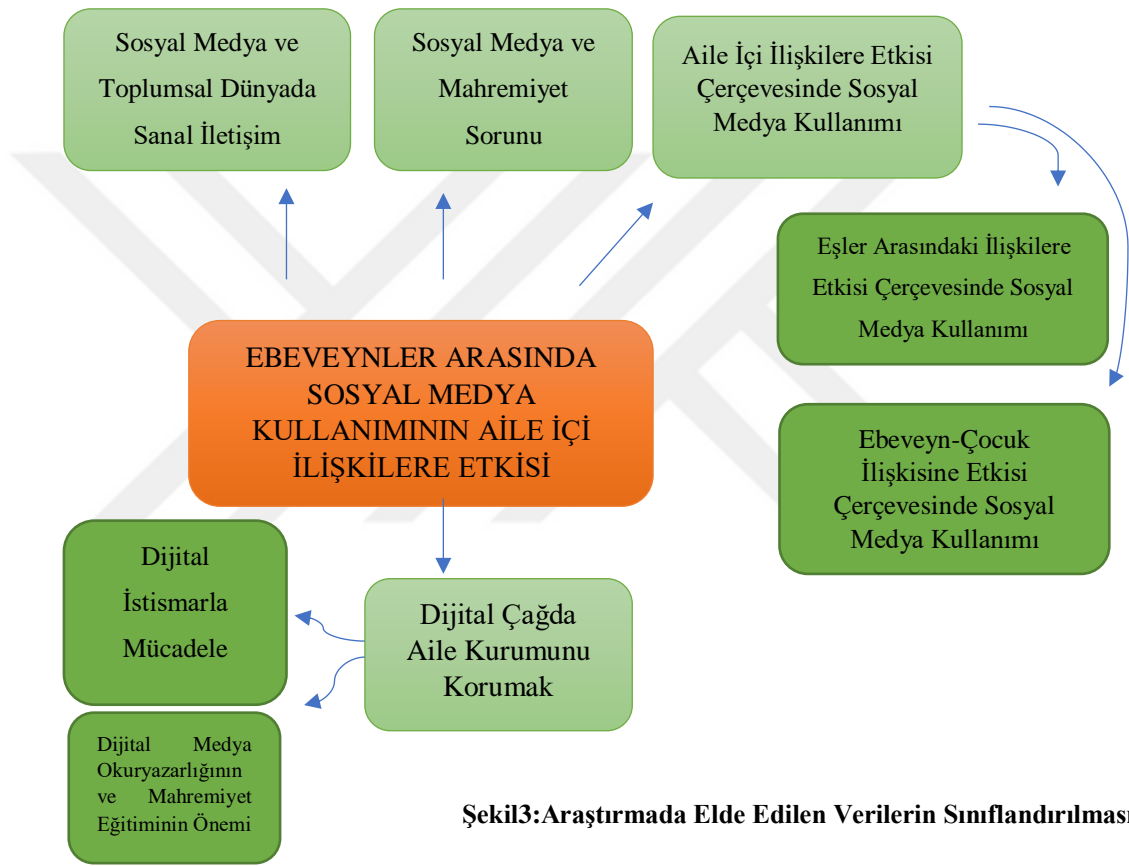 Sosyal Medya ve
Toplumsal Dünyada
Sanal İletişim
Sosyal Medya ve
Mahremiyet
Sorunu
Aile İçi İlişkilere Etkisi
Çerçevesinde Sosyal
Medya Kullanımı
Eşler Arasındaki İlişkilere
Etkisi Çerçevesinde Sosyal
Medya Kullanımı
EBEVEYNLER ARASINDA
SOSYAL MEDYA
KULLANIMININ AİLE İÇİ
İLİŞKİLERE ETKİSİ
Ebeveyn-Çocuk
İlişkisine Etkisi
Çerçevesinde Sosyal
Medya Kullanımı
Dijital
İstismarla
Mücadele
Dijital Çağda
Aile Kurumunu
Korumak
Dijital Medya
Okuryazarlığının
ve Mahremiyet
Eğitiminin Önemi
Şekil3:Araştırmada Elde Edilen Verilerin Sınıflandırılması